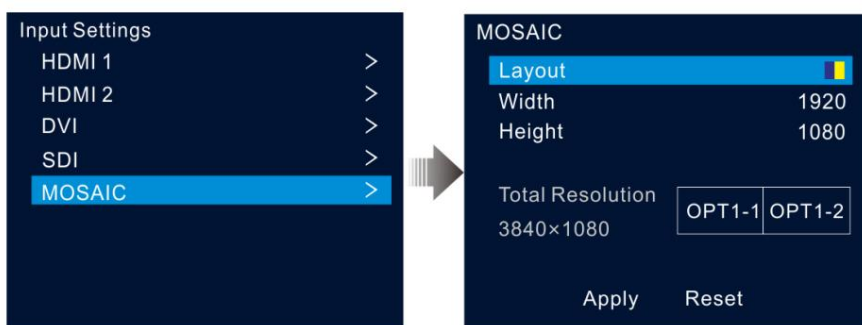 Input Settings
HDMI 1 >
HDMI 2 >
DVI >
SDI >
MOSAIC >
MOSAIC
Layout
Width 1920
Height 1080
Total Resolution
3840×1080
OPT1-1 OPT1-2
Apply Reset